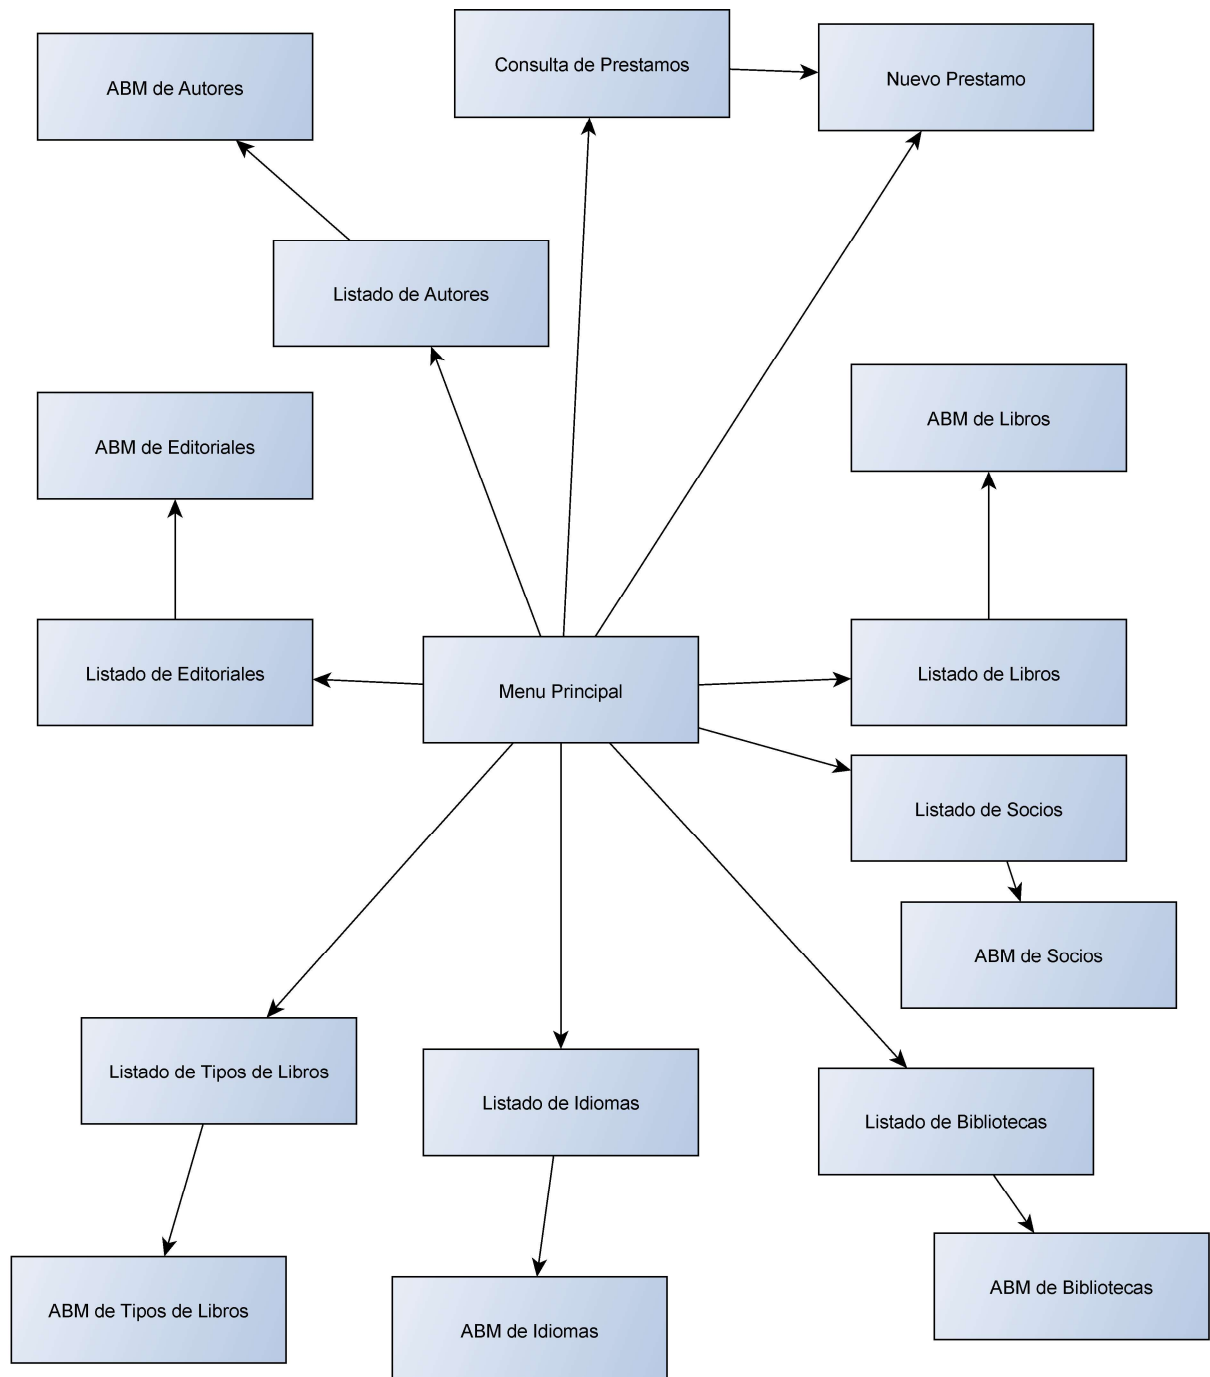 Consulta de Prestamos
Nuevo Prestamo
ABM de Autores
Listado de Autores
ABM de Editoriales
ABM de Libros
Listado de Editoriales
Menu Principal
Listado de Libros
Listado de Socios
ABM de Socios
Listado de Tipos de Libros
Listado de Idiomas
Listado de Bibliotecas
ABM de Tipos de Libros
ABM de Idiomas
ABM de Bibliotecas